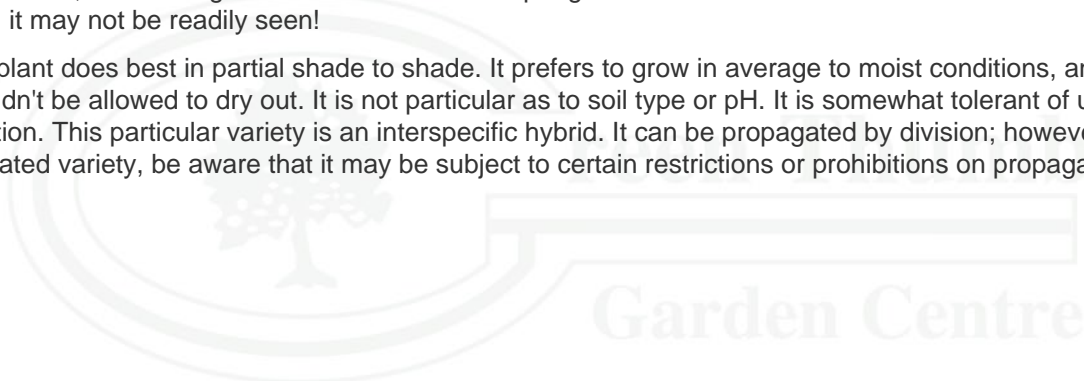 it may not be readily seen!
plant does best in partial shade to shade. It prefers to grow in average to moist conditions, an
dn't be allowed to dry out. It is not particular as to soil type or pH. It is somewhat tolerant of u
tion. This particular variety is an interspecific hybrid. It can be propagated by division; howeve
ated variety, be aware that it may be subject to certain restrictions or prohibitions on propaga
Garden Centre